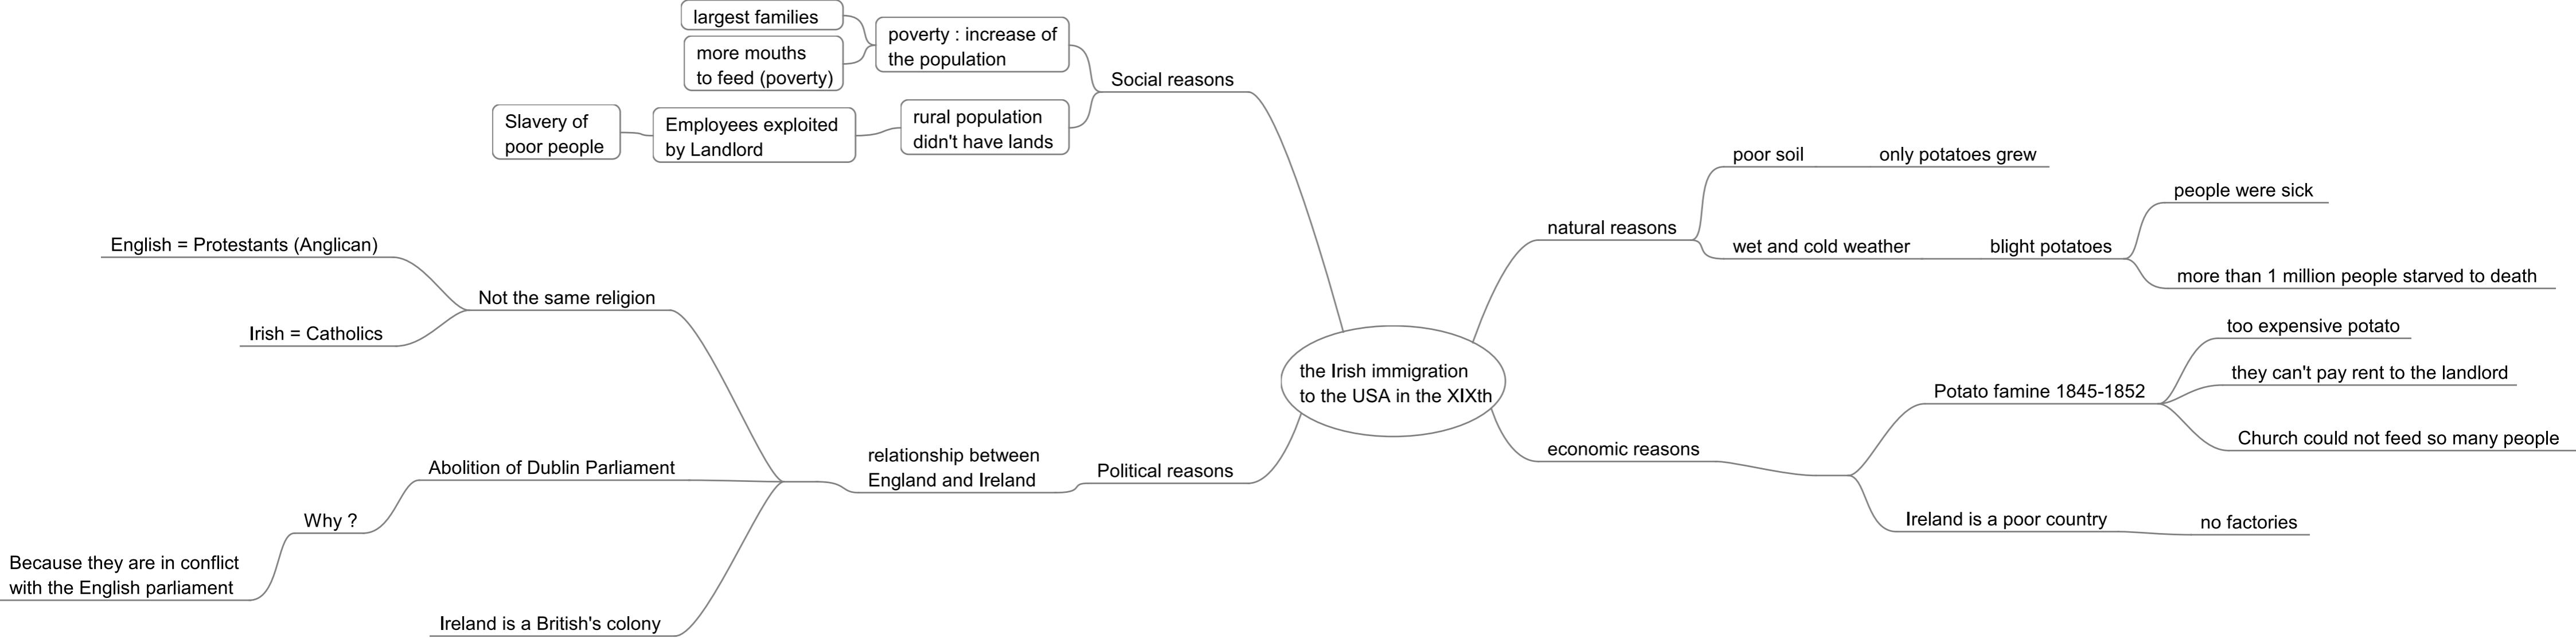 largest families
more mouths
to feed (poverty)
poverty : increase of
the population
Social reasons
Slavery of
poor people
Employees exploited
by Landlord
rural population
didn't have lands
English = Protestants (Anglican)
Not the same religion
Irish = Catholics
Abolition of Dublin Parliament
Why ?
Because they are in conflict
with the English parliament
Ireland is a British's colony
relationship between
England and Ireland
Political reasons
the Irish immigration
to the USA in the XIXth
natural reasons
poor soil
only potatoes grew
wet and cold weather
blight potatoes
people were sick
more than 1 million people starved to death
economic reasons
Potato famine 1845-1852
too expensive potato
they can't pay rent to the landlord
Church could not feed so many people
Ireland is a poor country
no factories